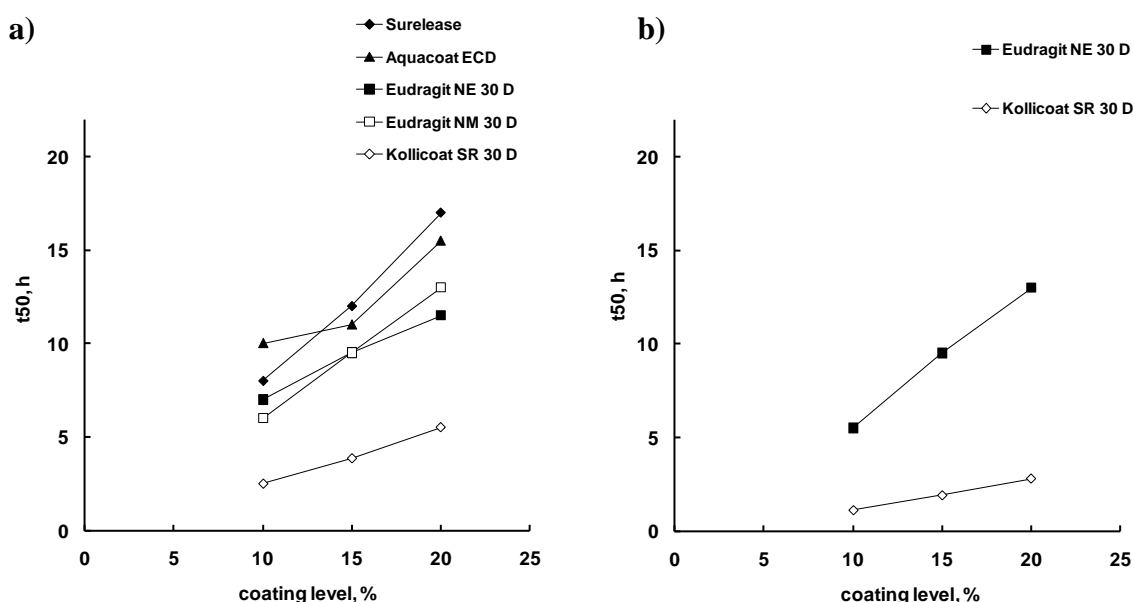 a)
Surelease
Aquacoat ECD
Eudragit NE 30 D
Eudragit NM 30 D
Kollicoat SR 30 D
20
15
10
5
0
t50, h
0 5 10 15 20 25
coating level, %
b)
Eudragit NE 30 D
Kollicoat SR 30 D
20
15
10
5
0
t50, h
0 5 10 15 20 25
coating level, %